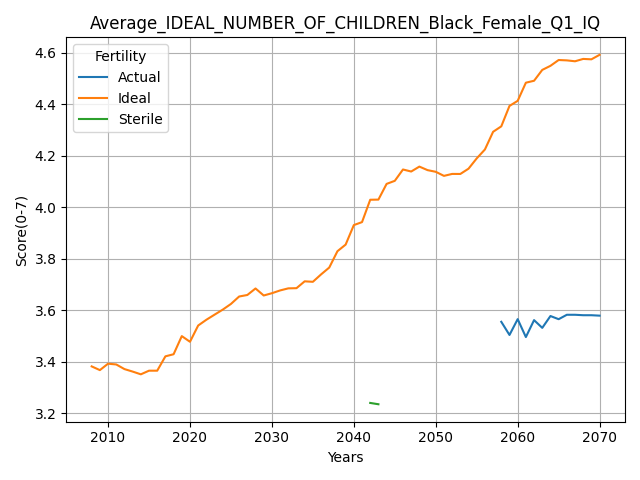 Average_IDEAL_NUMBER_OF_CHILDREN_Black_Female_Q1_IQ
Fertility
Actual
Ideal
Sterile
Score(0-7)
4.6
4.4
4.2
4.0
3.8
3.6
3.4
3.2
2010 2020 2030 2040 2050 2060 2070
Years